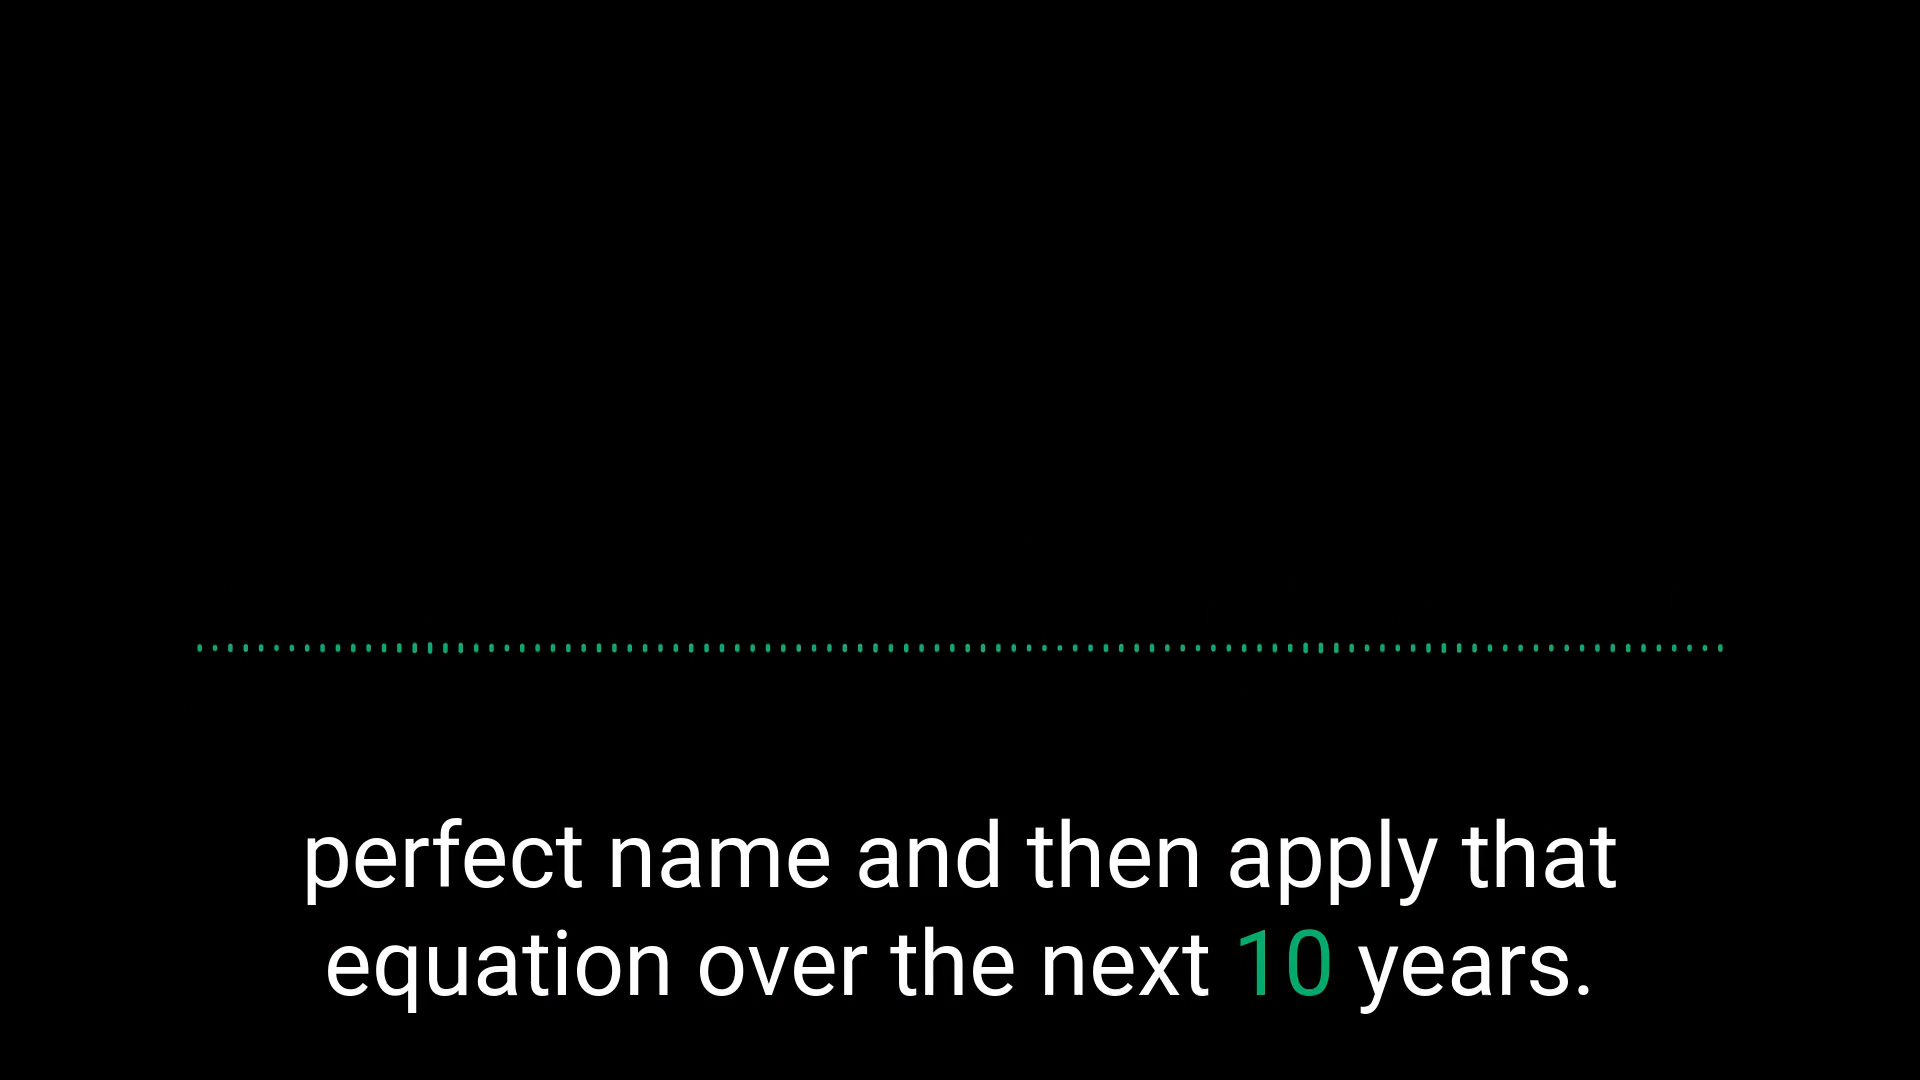 perfect name and then apply that
equation over the next 10 years.